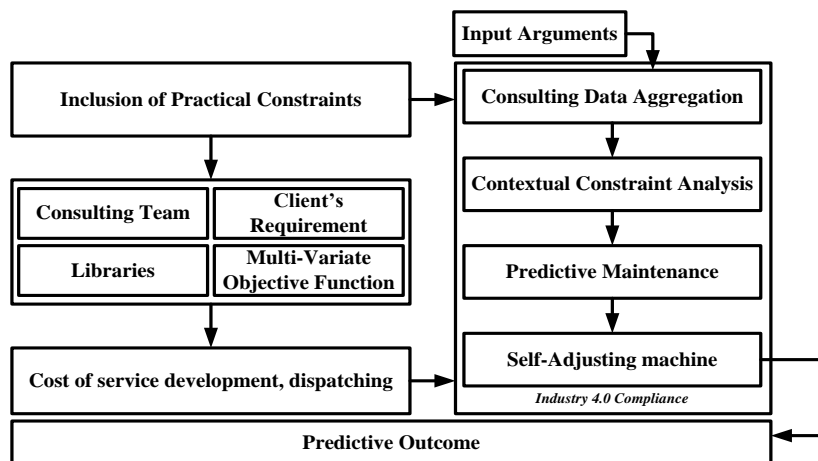 Input Arguments
Inclusion of Practical Constraints
Consulting Data Aggregation
Contextual Constraint Analysis
Consulting Team
Client's
Requirement
Libraries
Multi-Variate
Objective Function
Predictive Maintenance
Cost of service development, dispatching
Self-Adjusting machine
Industry 4.0 Compliance
Predictive Outcome